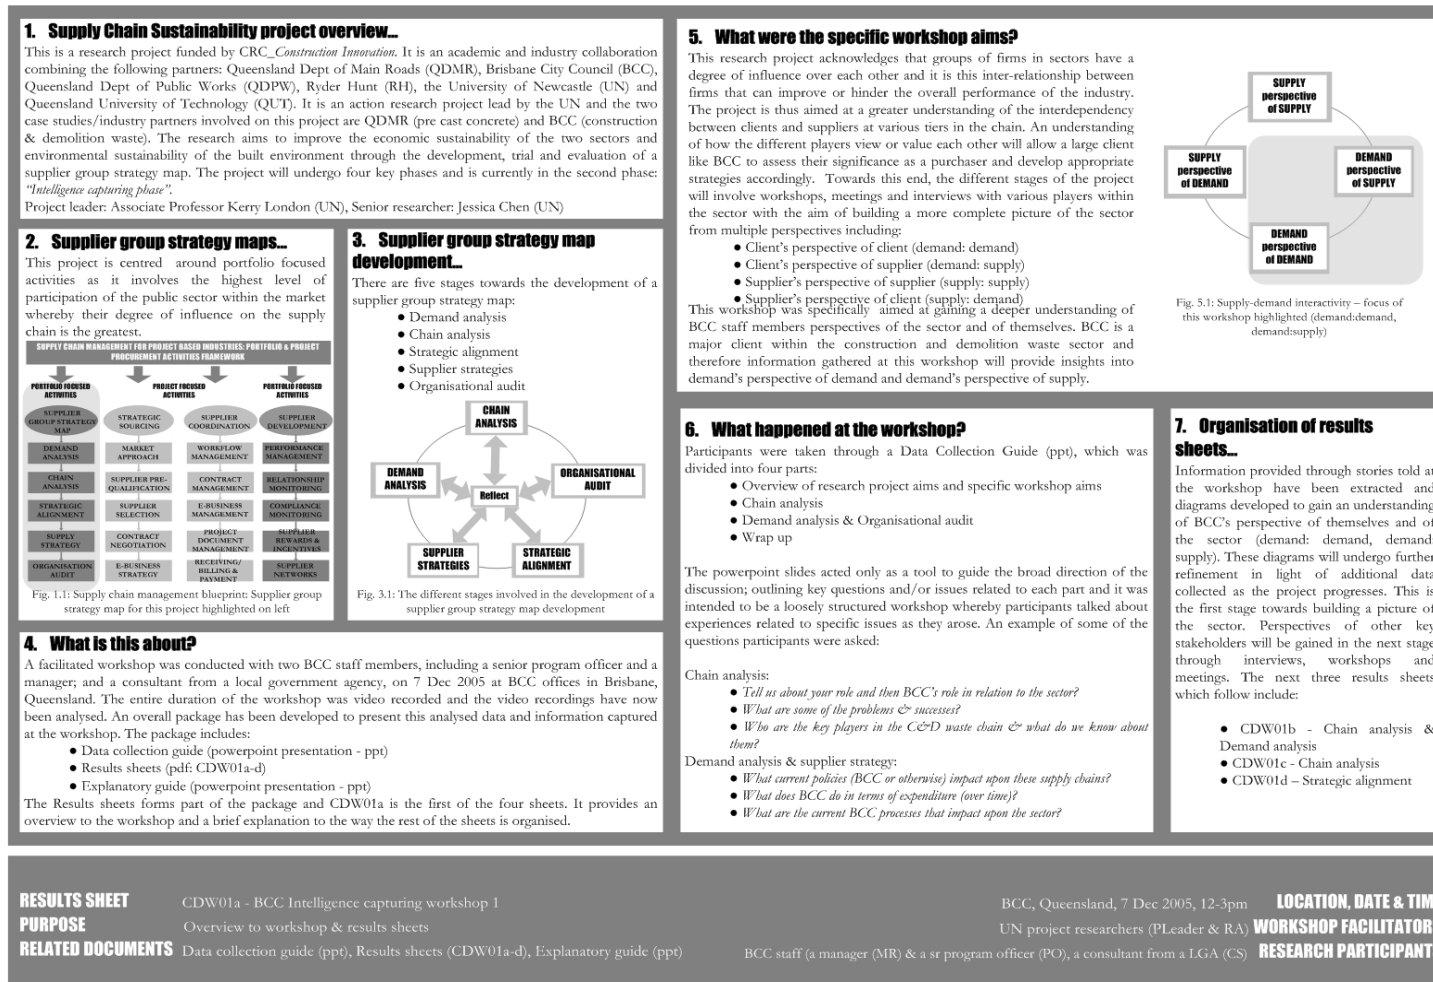 1. Supply Chain Sustainability project overview...
This is a research project funded by CRC_Construction Innovation. It is an academic and industry collaboration
combining the following partners: Queensland Dept of Main Roads (QDMR), Brisbane City Council (BCC),
Queensland Dept of Public Works (QDPW), Ryder Hunt (RH), the University of Newcastle (UN) and
Queensland University of Technology (QUT). It is an action research project lead by the UN and the two
case studies/industry partners involved on this project are QDMR (pre cast concrete) and BCC (construction
& demolition waste). The research aims to improve the economic sustainability of the two sectors and
environmental sustainability of the built environment through the development, trial and evaluation of a
supplier group strategy map. The project will undergo four key phases and is currently in the second phase:
"Intelligence capturing phase".
Project leader: Associate Professor Kerry London (UN), Senior researcher: Jessica Chen (UN)
2. Supplier group strategy maps...
This project is centred around portfolio focused
activities as it involves the highest level of
participation of the public sector within the market
whereby their degree of influence on the supply
chain is the greatest.
SUPPLY CHAIN MANAGEMENT FOR PROJECT BASED INDUSTRIES: PORTFOLIO & PROJECT
PROCUREMENT ACTIVITIES FRAMEWORK
PORTFOLIO FOCUSED
ACTIVITIES
PROJECT FOCUSED
ACTIVITIES
PORTFOLIO FOCUSED
ACTIVITIES
SUPPLIER
GROUP STRATEGY
MAP
STRATEGIC
SOURCING
SUPPLIER
COORDINATION
SUPPLIER
DEVELOPMENT
DEMAND
ANALYSIS
MARKET
APPROACH
WORKFLOW
MANAGEMENT
PERFORMANCE
MANAGEMENT
CHAIN
ANALYSIS
SUPPLIER PRE-
QUALIFICATION
CONTRACT
MANAGEMENT
RELATIONSHIP
MONITORING
STRATEGIC
ALIGNMENT
SUPPLIER
SELECTION
E-BUSINESS
MANAGEMENT
COMPLIANCE
MONITORING
SUPPLY
STRATEGY
CONTRACT
NEGOTIATION
PROJECT
DOCUMENT
MANAGEMENT
SUPPLIER
REWARDS &
INCENTIVES
ORGANISATION
AUDIT
E-BUSINESS
STRATEGY
RECEIVING/
BILLING &
PAYMENT
SUPPLIER
NETWORKS
Fig. 1.1: Supply chain management blueprint: Supplier group
strategy map for this project highlighted on left
3. Supplier group strategy map
development...
There are five stages towards the development of a
supplier group strategy map:
● Demand analysis
● Chain analysis
● Strategic alignment
● Supplier strategies
● Organisational audit
CHAIN
ANALYSIS
DEMAND
ANALYSIS
ORGANISATIONAL
AUDIT
Reflect
SUPPLIER
STRATEGIES
STRATEGIC
ALIGNMENT
Fig. 3.1: The different stages involved in the development of a
supplier group strategy map development
4. What is this about?
A facilitated workshop was conducted with two BCC staff members, including a senior program officer and a
manager; and a consultant from a local government agency, on 7 Dec 2005 at BCC offices in Brisbane,
Queensland. The entire duration of the workshop was video recorded and the video recordings have now
been analysed. An overall package has been developed to present this analysed data and information captured
at the workshop. The package includes:
● Data collection guide (powerpoint presentation - ppt)
● Results sheets (pdf: CDW01a-d)
● Explanatory guide (powerpoint presentation - ppt)
The Results sheets forms part of the package and CDW01a is the first of the four sheets. It provides an
overview to the workshop and a brief explanation to the way the rest of the sheets is organised.
5. What were the specific workshop aims?
This research project acknowledges that groups of firms in sectors have a
degree of influence over each other and it is this inter-relationship between
firms that can improve or hinder the overall performance of the industry.
The project is thus aimed at a greater understanding of the interdependency
between clients and suppliers at various tiers in the chain. An understanding
of how the different players view or value each other will allow a large client
like BCC to assess their significance as a purchaser and develop appropriate
strategies accordingly. Towards this end, the different stages of the project
will involve workshops, meetings and interviews with various players within
the sector with the aim of building a more complete picture of the sector
from multiple perspectives including:
● Client's perspective of client (demand: demand)
● Client's perspective of supplier (demand: supply)
● Supplier's perspective of supplier (supply: supply)
● Supplier's perspective of client (supply: demand)
This workshop was specifically aimed at gaining a deeper understanding of
BCC staff members perspectives of the sector and of themselves. BCC is a
major client within the construction and demolition waste sector and
therefore information gathered at this workshop will provide insights into
demand's perspective of demand and demand's perspective of supply.
SUPPLY
perspective
of SUPPLY
SUPPLY
perspective
of DEMAND
DEMAND
perspective
of SUPPLY
DEMAND
perspective
of DEMAND
Fig. 5.1: Supply-demand interactivity – focus of
this workshop highlighted (demand:demand,
demand:supply)
6. What happened at the workshop?
Participants were taken through a Data Collection Guide (ppt), which was
divided into four parts:
● Overview of research project aims and specific workshop aims
● Chain analysis
● Demand analysis & Organisational audit
● Wrap up
The powerpoint slides acted only as a tool to guide the broad direction of the
discussion; outlining key questions and/or issues related to each part and it was
intended to be a loosely structured workshop whereby participants talked about
experiences related to specific issues as they arose. An example of some of the
questions participants were asked:
Chain analysis:
● Tell us about your role and then BCC's role in relation to the sector?
● What are some of the problems & successes?
● Who are the key players in the C&D waste chain & what do we know about
them?
Demand analysis & supplier strategy:
● What current policies (BCC or otherwise) impact upon these supply chains?
● What does BCC do in terms of expenditure (over time)?
● What are the current BCC processes that impact upon the sector?
7. Organisation of results
sheets...
Information provided through stories told at
the workshop have been extracted and
diagrams developed to gain an understanding
of BCC's perspective of themselves and of
the sector (demand: demand, demand:
supply). These diagrams will undergo further
refinement in light of additional data
collected as the project progresses. This is
the first stage towards building a picture of
the sector. Perspectives of other key
stakeholders will be gained in the next stage
through interviews, workshops and
meetings. The next three results sheets
which follow include:
● CDW01b - Chain analysis &
Demand analysis
● CDW01c - Chain analysis
● CDW01d – Strategic alignment
RESULTS SHEET CDW01a - BCC Intelligence capturing workshop 1
PURPOSE Overview to workshop & results sheets
RELATED DOCUMENTS Data collection guide (ppt), Results sheets (CDW01a-d), Explanatory guide (ppt)
BCC, Queensland, 7 Dec 2005, 12-3pm LOCATION, DATE & TIM
UN project researchers (PLeader & RA) WORKSHOP FACILITATOR
BCC staff (a manager (MR) & a sr program officer (PO), a consultant from a LGA (CS) RESEARCH PARTICIPANT